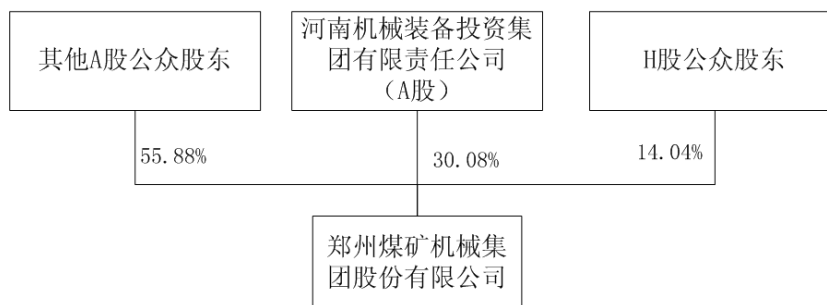 其他A股公众股东
河南机械装备投资集
团有限责任公司
（A股）
H股公众股东
55.88%
30.08%
14.04%
郑州煤矿机械集
团股份有限公司